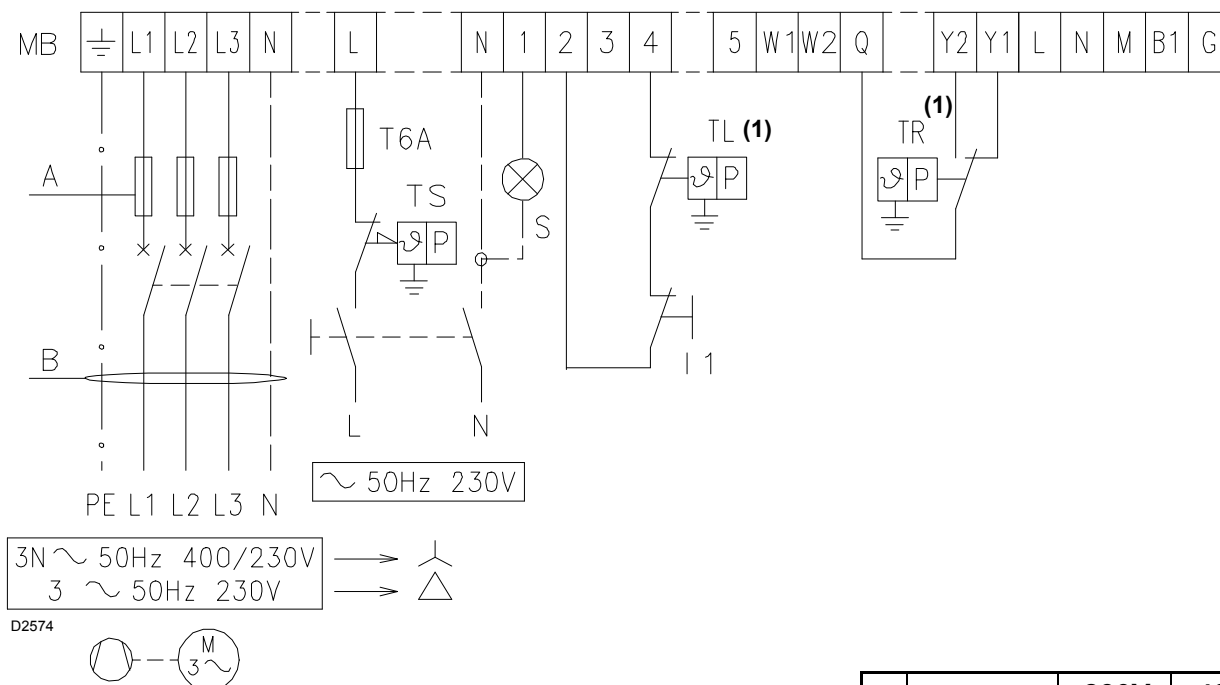 MB ⏚ L1 L2 L3 N L N 1 2 3 4 5 W1 W2 Q Y2 Y1 L N M B1 G
(1)
T6A TL (1) TR
A ϑ P ϑ P
TS
S
ϑ P
B I1
L N
∼ 50Hz 230V
PE L1 L2 L3 N
3N ∼ 50Hz 400/230V
3 ∼ 50Hz 230V
D2574
M
3∼